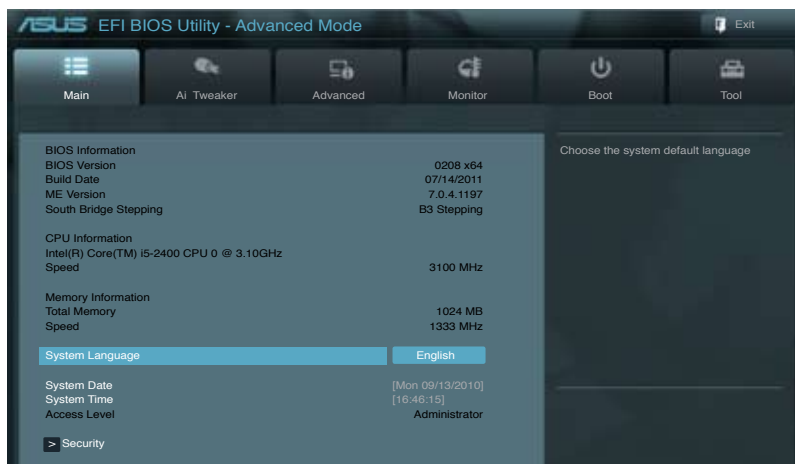 ASUS EFI BIOS Utility - Advanced Mode Exit
Main Ai Tweaker Advanced Monitor Boot Tool
BIOS Information
BIOS Version 0208 x64
Build Date 07/14/2011
ME Version 7.0.4.1197
South Bridge Stepping B3 Stepping
CPU Information
Intel(R) Core(TM) i5-2400 CPU 0 @ 3.10GHz
Speed 3100 MHz
Memory Information
Total Memory 1024 MB
Speed 1333 MHz
System Language English
System Date [Mon 09/13/2010]
System Time [16:46:15]
Access Level Administrator
> Security
Choose the system default language